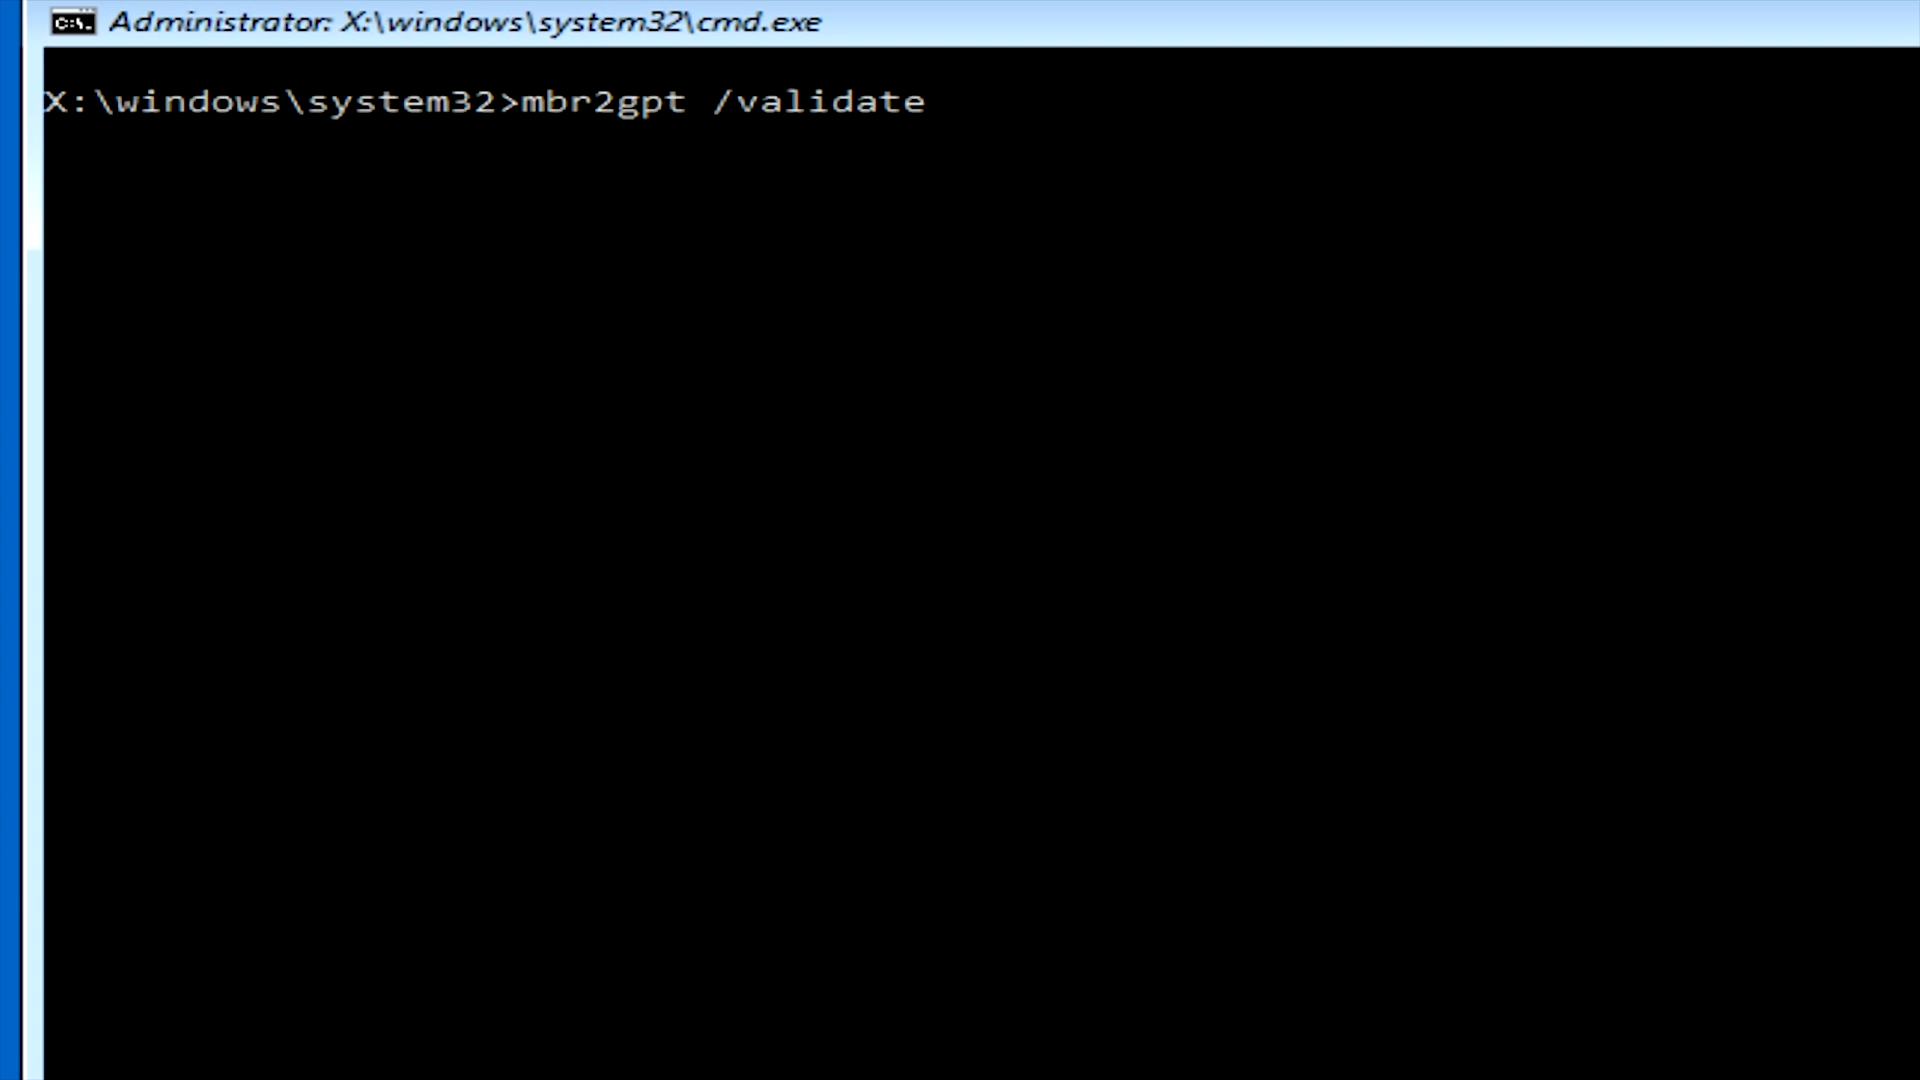 C:\.
Administrator: X:\windows\system32\cmd.exe
X:\windows\system32>mbr2gpt /validate